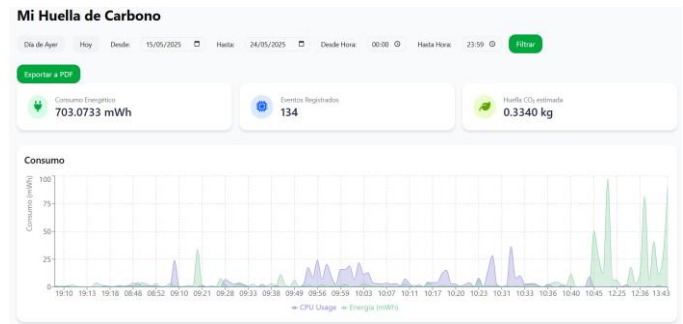 Mi Huella de Carbono
Día de Ayer Hoy Desde: 15/05/2025 Hasta: 24/05/2025 Desde Hora: 00:00 Hasta Hora: 23:59 Filtrar
Exportar a PDF
Consumo Energético Eventos Registrados Huella CO₂ estimada
703.0733 mWh 134 0.3340 kg
Consumo
Consumo (mWh)
100
75
50
25
0
19:10 19:13 19:18 08:48 08:52 09:10 09:21 09:28 09:33 09:38 09:49 09:56 09:59 10:03 10:07 10:11 10:17 10:20 10:23 10:31 10:33 10:36 10:40 10:45 12:25 12:36 13:43
CPU Usage Energía (mWh)